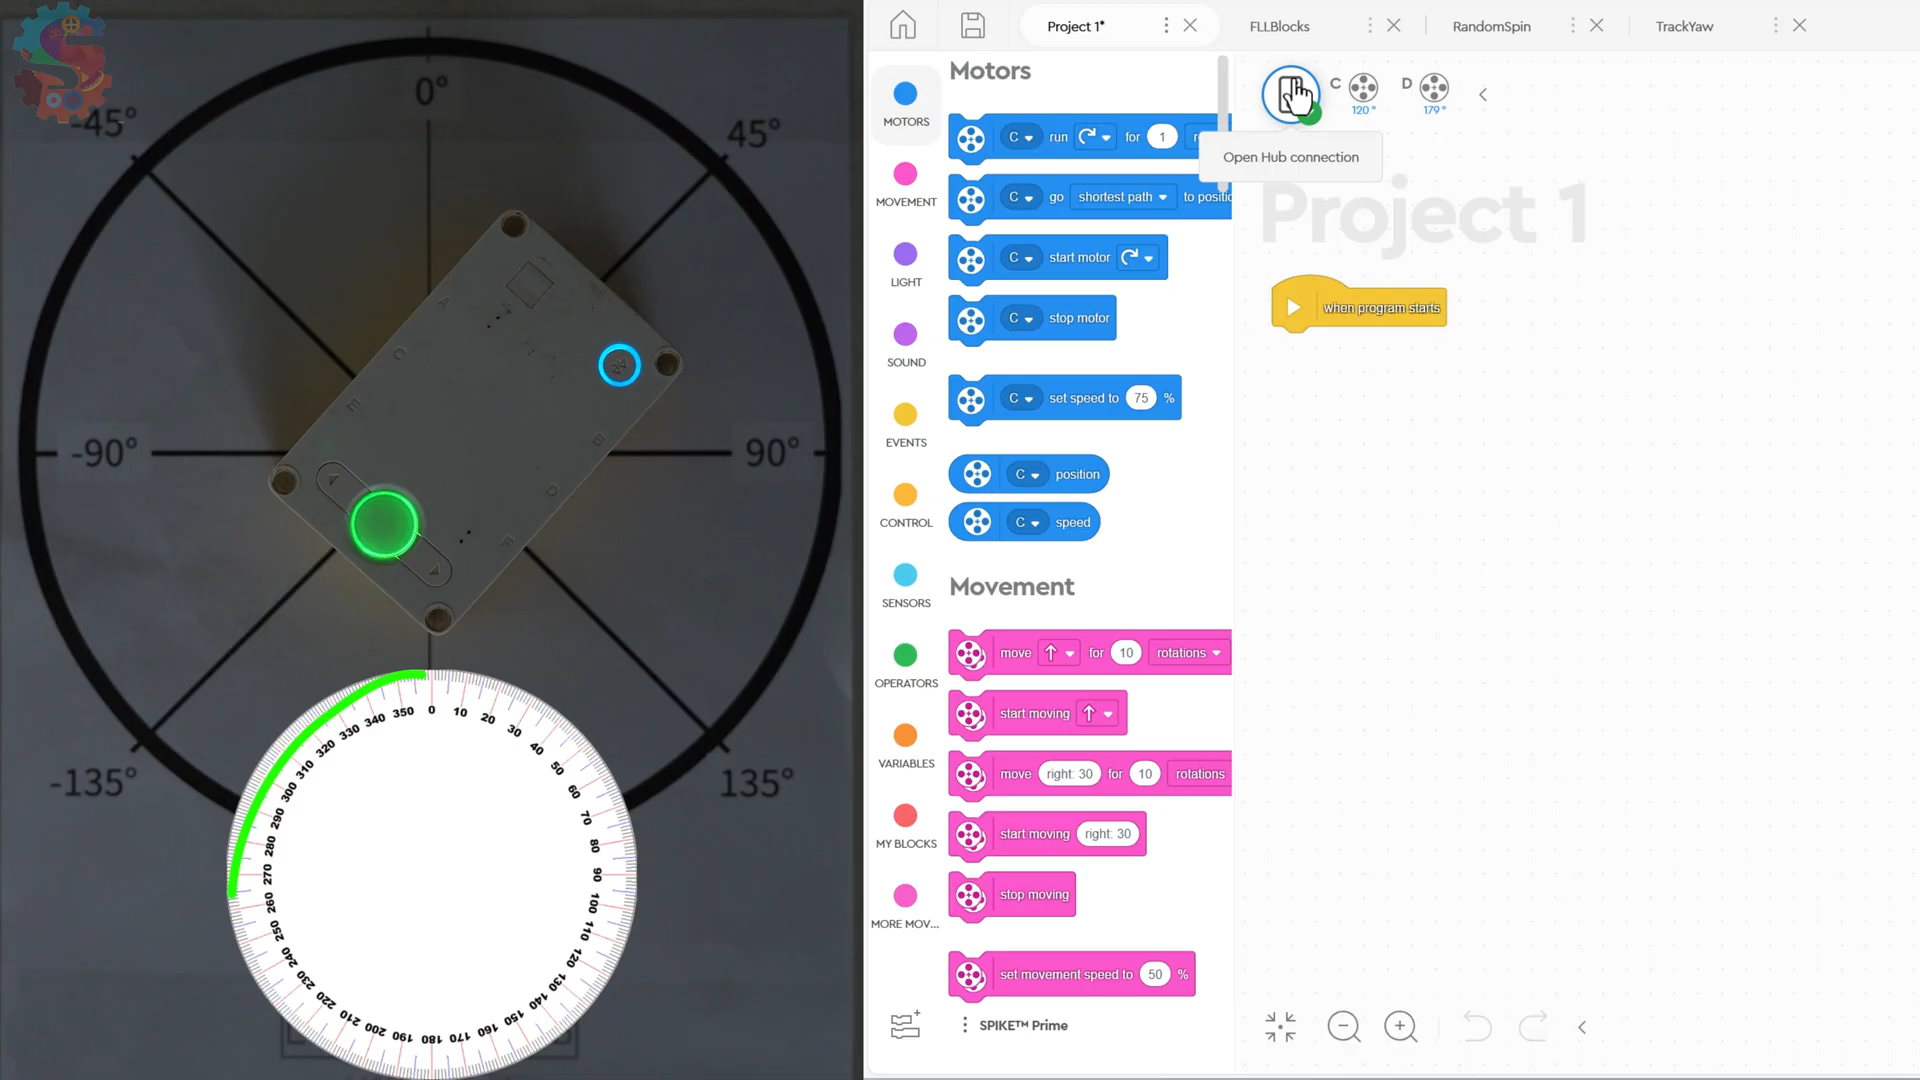 0°
-45°
45°
-90°
90°
-135°
135°
A
C
E
B
D
F
0
10
20
30
40
50
60
70
80
90
100
110
120
130
140
150
160
170
180
190
200
210
220
230
240
250
260
270
280
290
300
310
320
330
340
350
Project 1*
FLLBlocks
RandomSpin
TrackYaw
MOTORS
MOVEMENT
LIGHT
SOUND
EVENTS
CONTROL
SENSORS
OPERATORS
VARIABLES
MY BLOCKS
MORE MOV...
Motors
C run for 1
C go shortest path to positic
C start motor
C stop motor
C set speed to 75 %
C position
C speed
Movement
move for 10 rotations
start moving
move right: 30 for 10 rotations
start moving right: 30
stop moving
set movement speed to 50 %
SPIKE™ Prime
C 120° D 179°
Open Hub connection
Project 1
when program starts